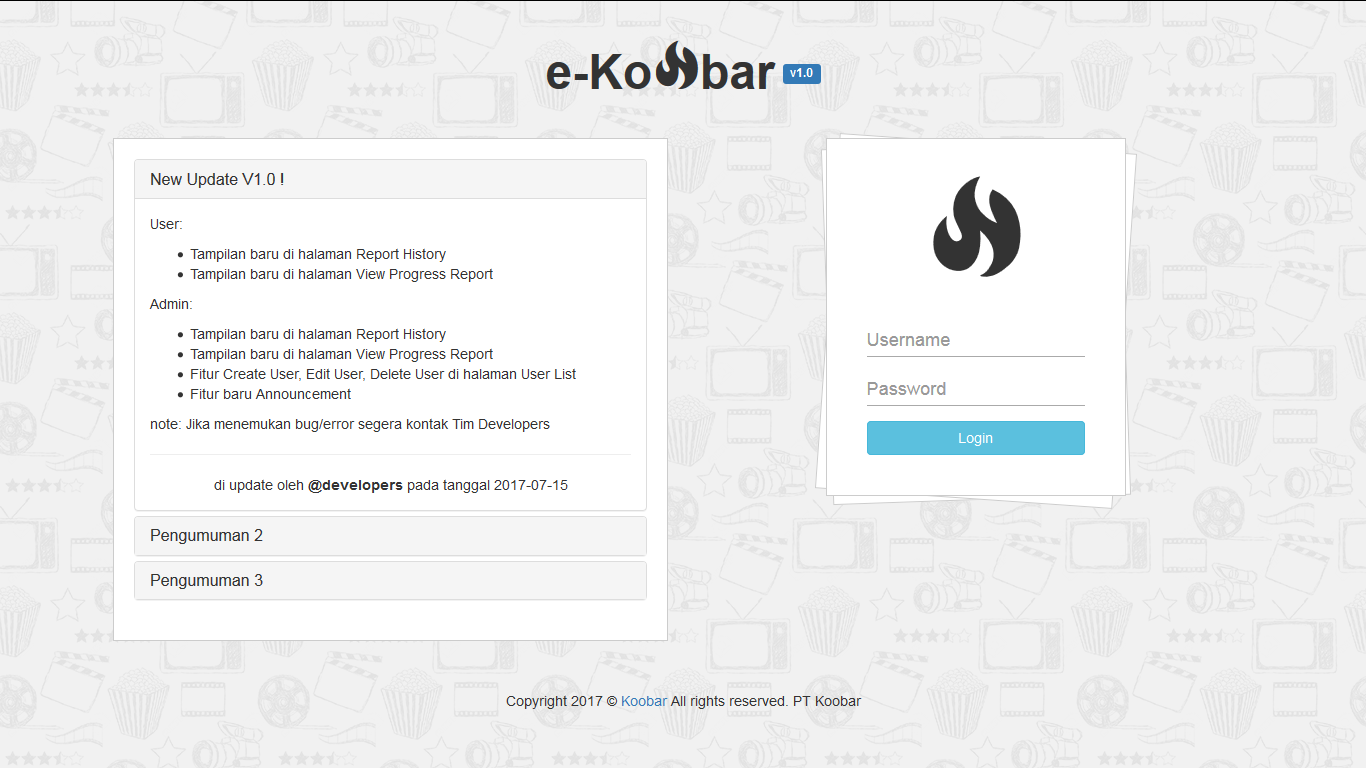 e-Koobar v1.0
New Update V1.0 !
User:
Tampilan baru di halaman Report History
Tampilan baru di halaman View Progress Report
Admin:
Tampilan baru di halaman Report History
Tampilan baru di halaman View Progress Report
Fitur Create User, Edit User, Delete User di halaman User List
Fitur baru Announcement
note: Jika menemukan bug/error segera kontak Tim Developers
di update oleh @developers pada tanggal 2017-07-15
Pengumuman 2
Pengumuman 3
Username
Password
Login
Copyright 2017 © Koobar All rights reserved. PT Koobar